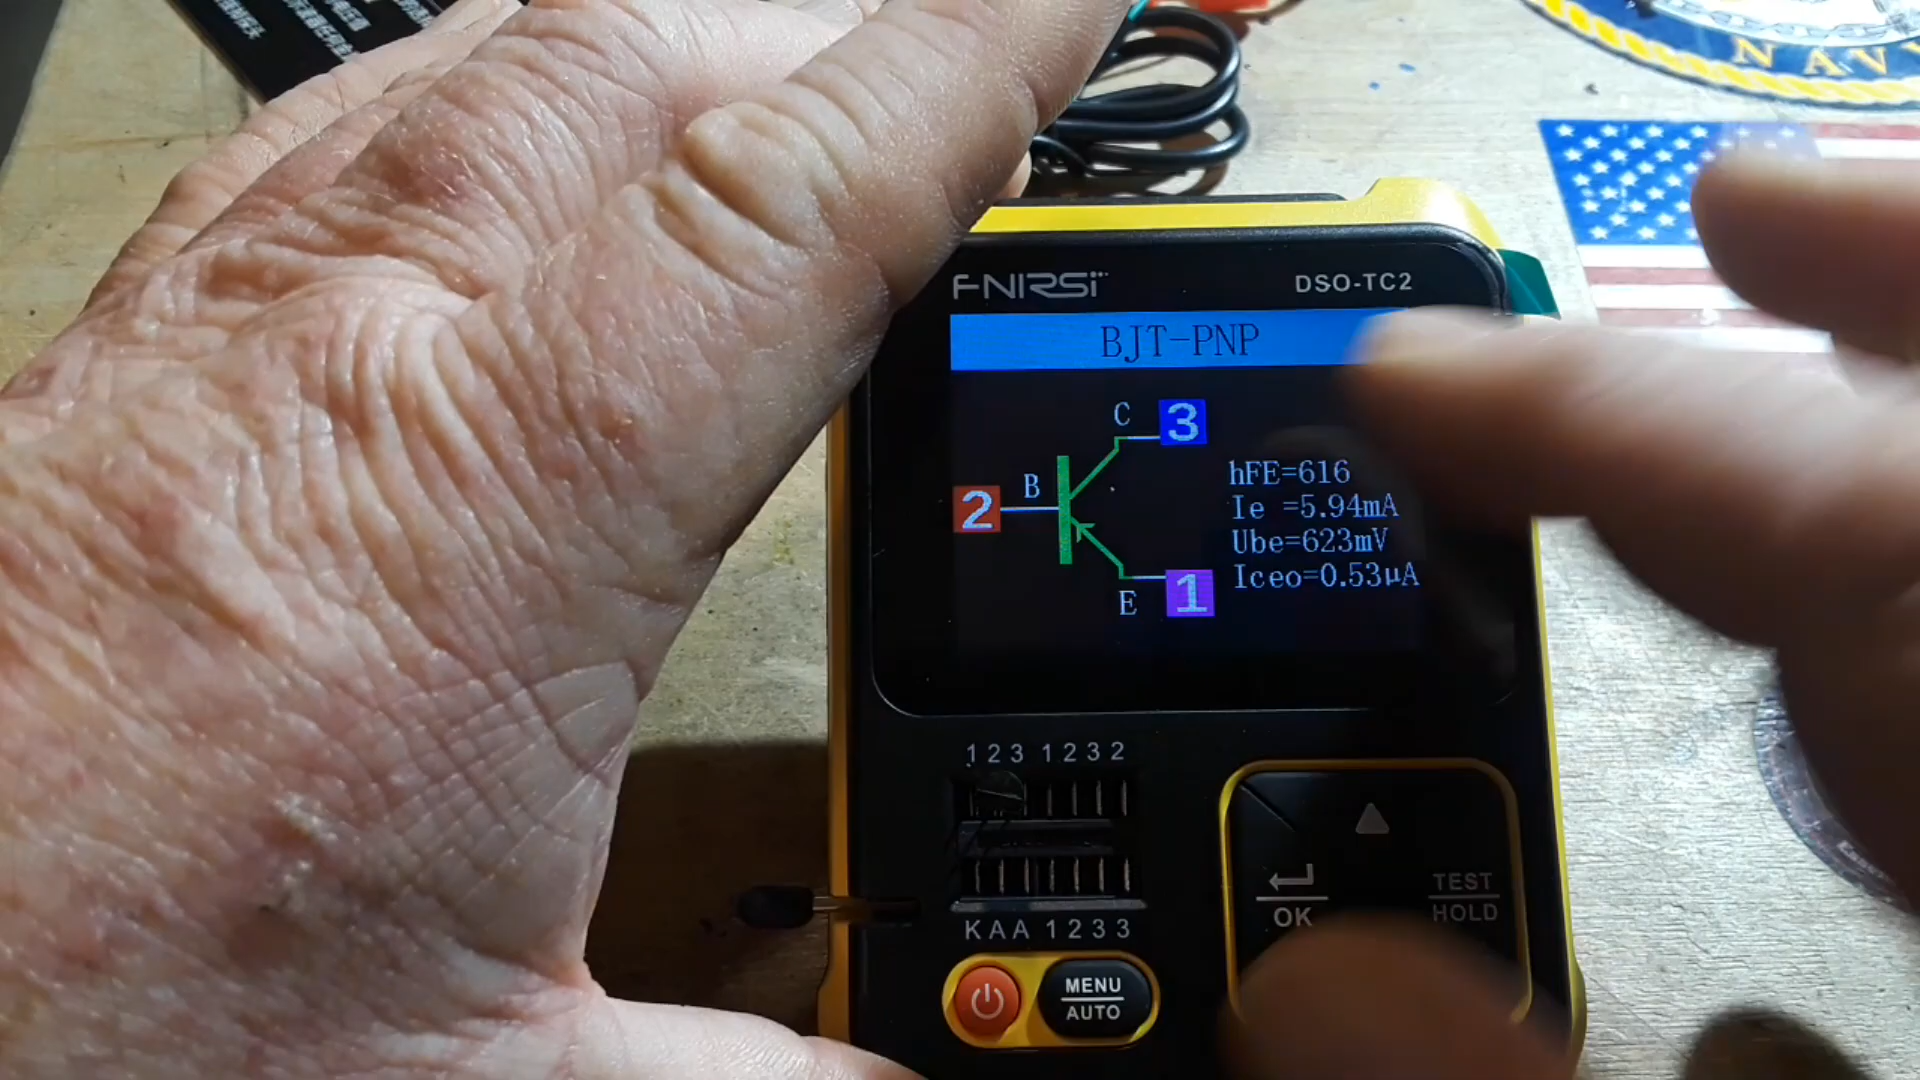 NAV
FNIRSI
DSO-TC2
BJT-PNP
C 3
2 B
hFE=616
Ie =5.94mA
Ube=623mV
Iceo=0.53μA
E 1
1 2 3 1 2 3 2
K A A 1 2 3 3
OK
TEST
HOLD
MENU
AUTO